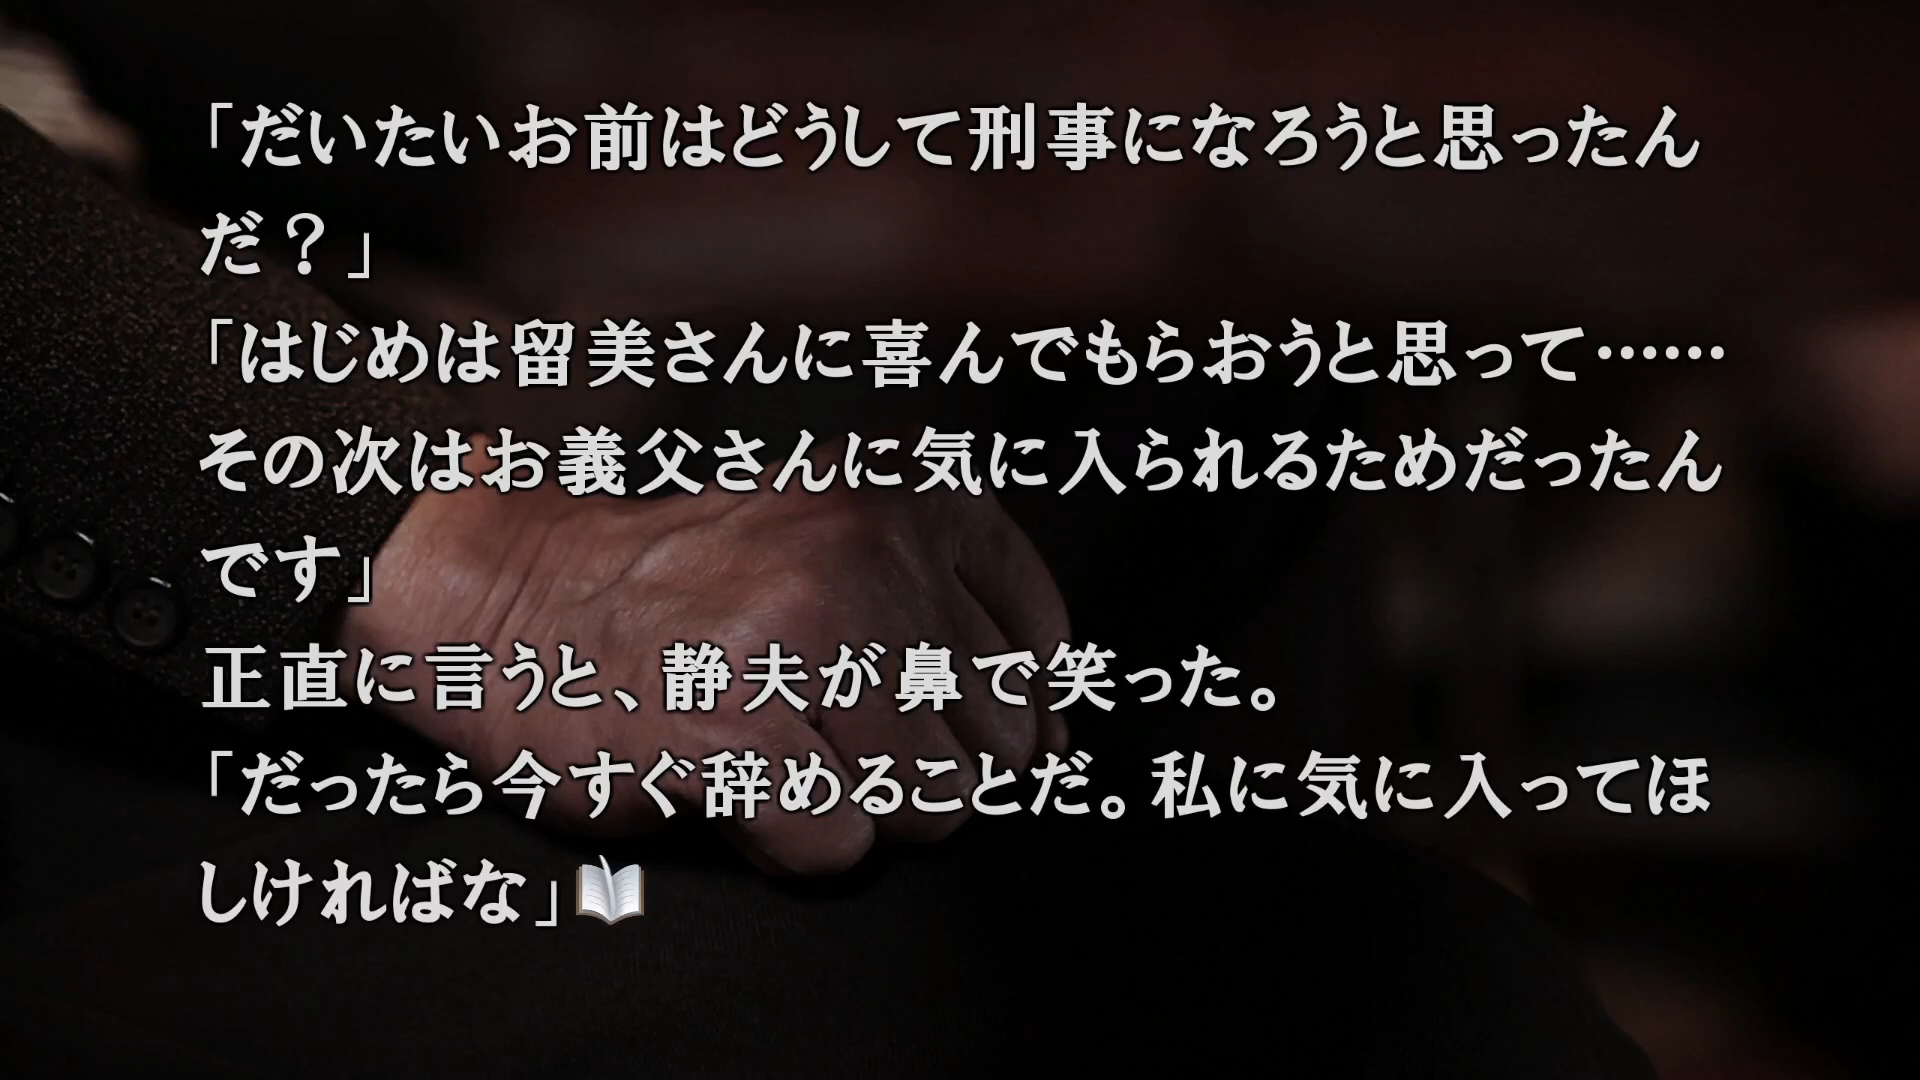 「だいたいお前はどうして刑事になろうと思ったん
だ？」
「はじめは留美さんに喜んでもらおうと思って……
その次はお義父さんに気に入られるためだったん
です」
正直に言うと、静夫が鼻で笑った。
「だったら今すぐ辞めることだ。私に気に入ってほ
しければな」